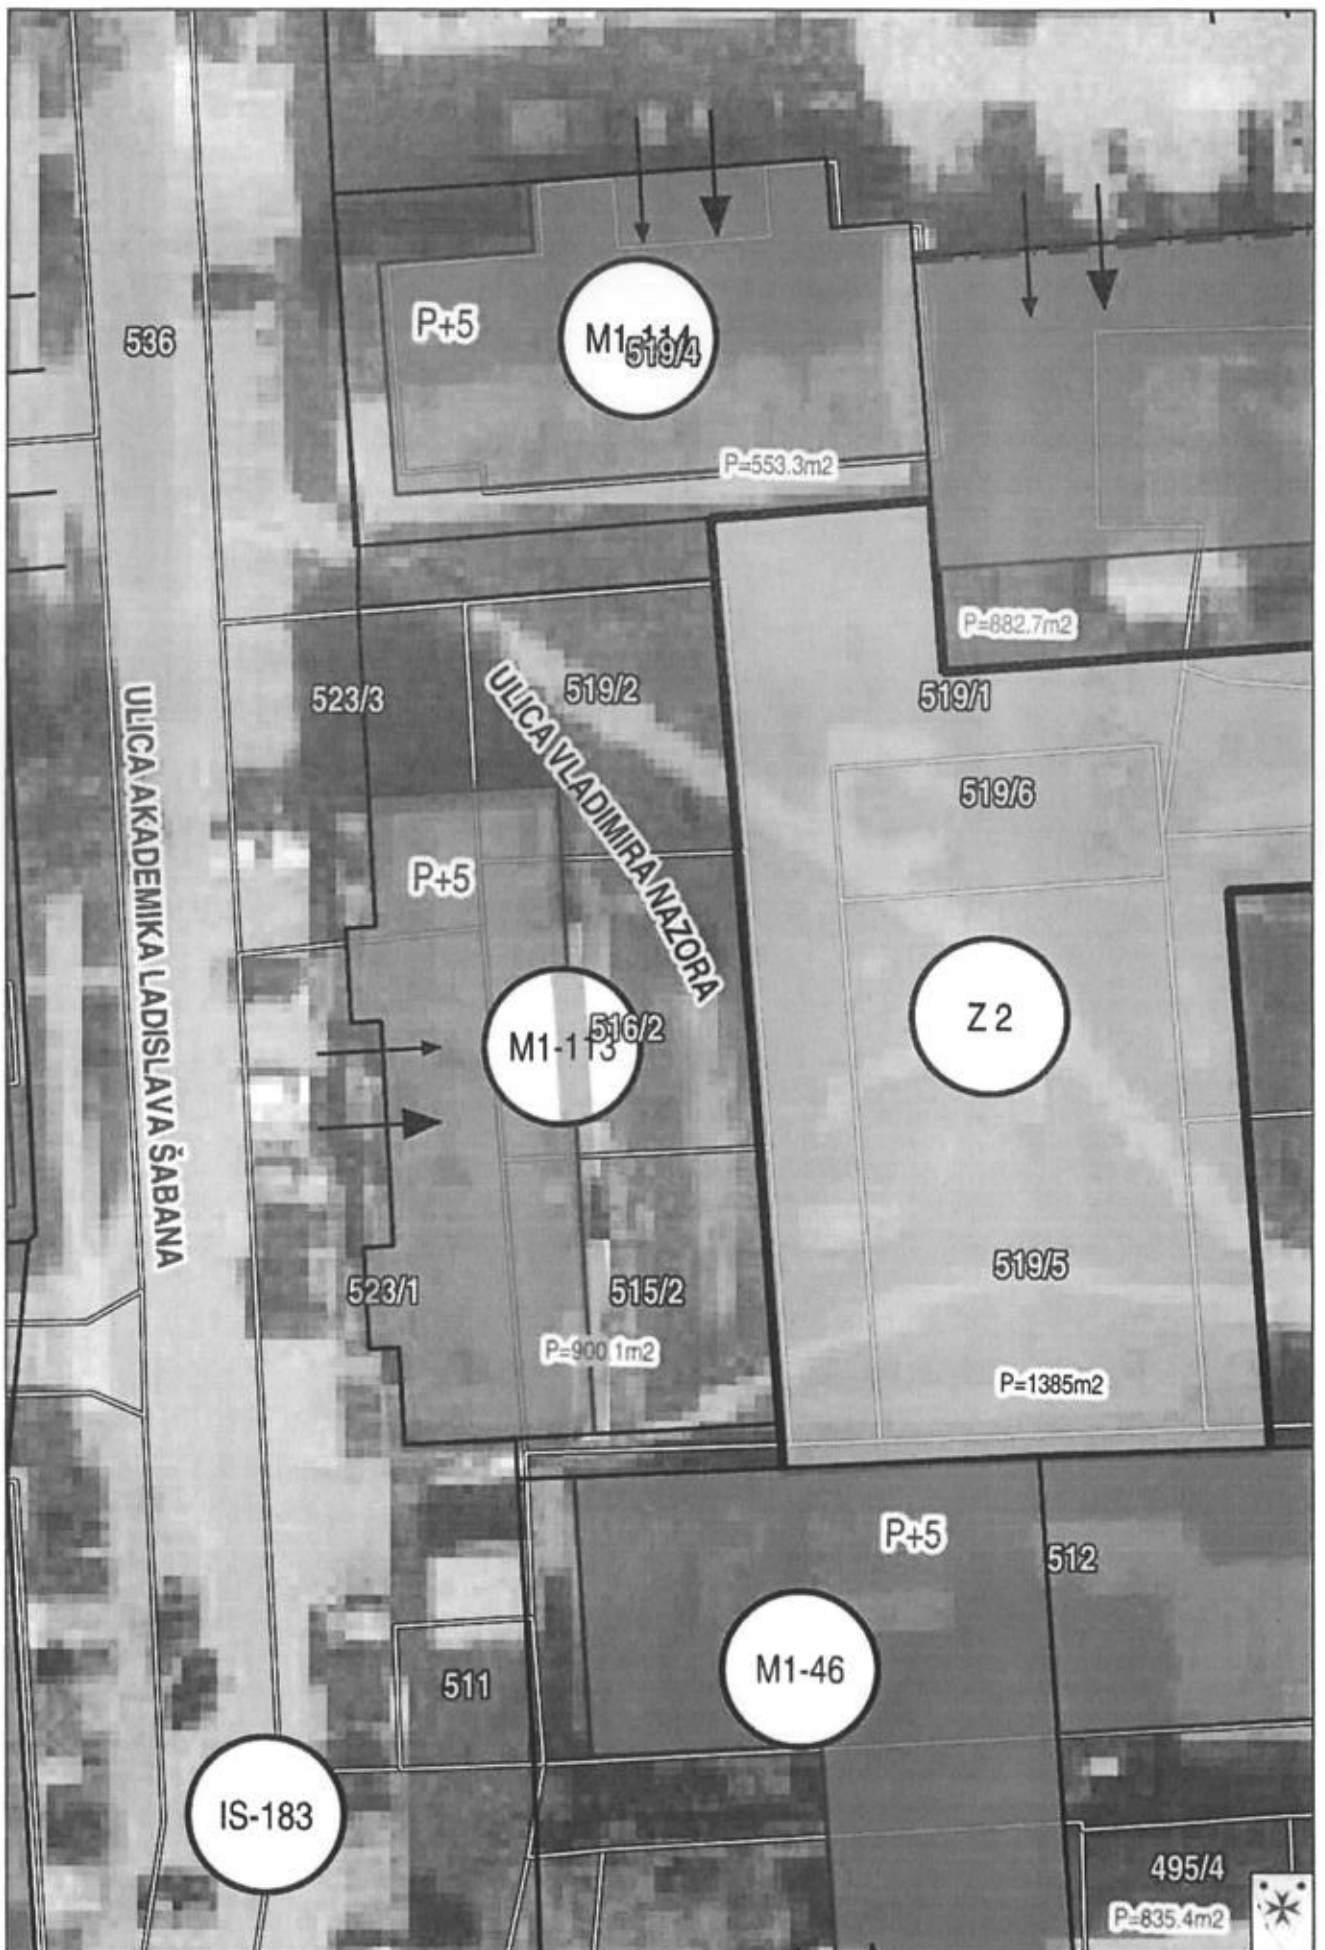 536
P+5
M1-114
519/4
P=553.3m2
P=882.7m2
523/3
519/2
519/1
ULICA VLADIMIRA NAZORA
519/6
ULICA AKADEMIKA LADISLAVA ŠABANA
P+5
M1-113
516/2
Z 2
523/1
515/2
519/5
P=900.1m2
P=1385m2
P+5
512
M1-46
511
IS-183
495/4
P=835.4m2